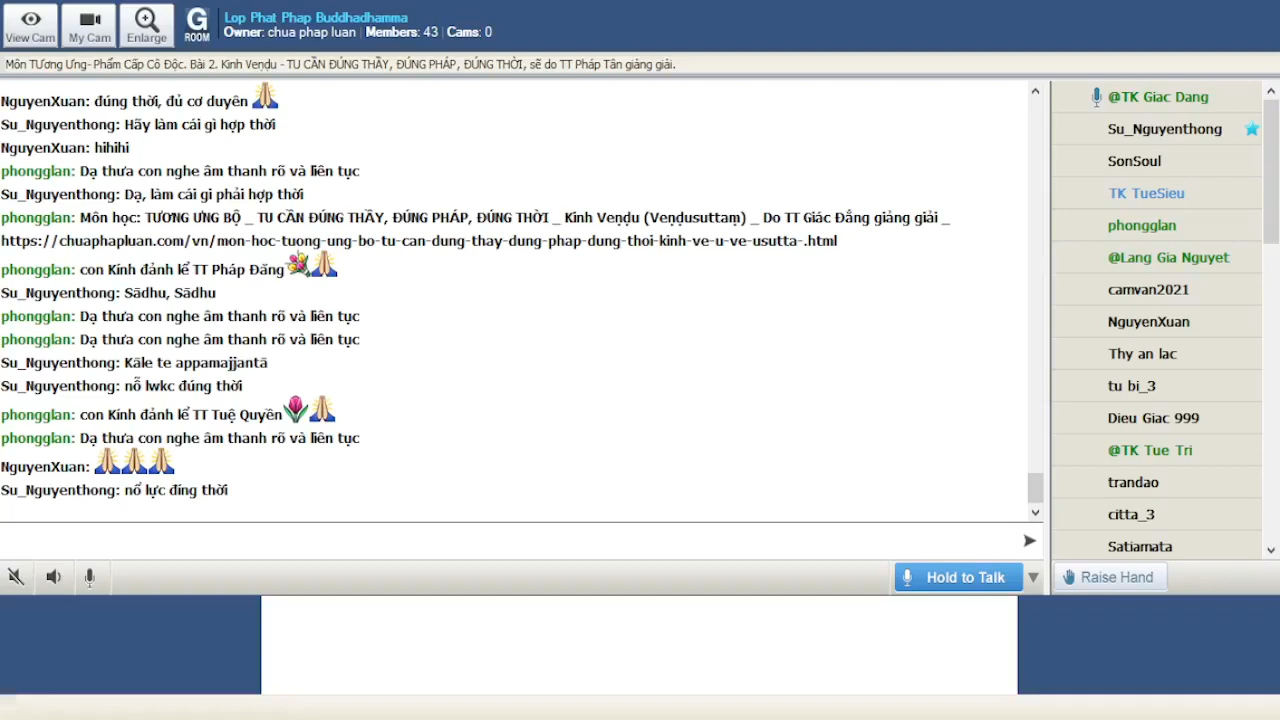 View Cam
My Cam
Enlarge
G
ROOM
Lop Phat Phap Buddhadhamma
Owner: chua phap luan | Members: 43 | Cams: 0
Môn Tương Ưng- Phẩm Cấp Cô Độc. Bài 2. Kinh Veṇḍu - TU CẦN ĐÚNG THẦY, ĐÚNG PHÁP, ĐÚNG THỜI, sẽ do TT Pháp Tân giảng giải.
NguyenXuan: đúng thời, đủ cơ duyên
Su_Nguyenthong: Hãy làm cái gì hợp thời
NguyenXuan: hihihi
phongglan: Dạ thưa con nghe âm thanh rõ và liên tục
Su_Nguyenthong: Dạ, làm cái gi phải hợp thời
phongglan: Môn học: TƯƠNG ƯNG BỘ _ TU CẦN ĐÚNG THẦY, ĐÚNG PHÁP, ĐÚNG THỜI _ Kinh Veṇḍu (Veṇḍusuttaṃ) _ Do TT Giác Đẳng giảng giải _
https://chuaphapluan.com/vn/mon-hoc-tuong-ung-bo-tu-can-dung-thay-dung-phap-dung-thoi-kinh-ve-u-ve-usutta-.html
phongglan: con Kính đảnh lể TT Pháp Đăng
Su_Nguyenthong: Sādhu, Sādhu
phongglan: Dạ thưa con nghe âm thanh rõ và liên tục
phongglan: Dạ thưa con nghe âm thanh rõ và liên tục
Su_Nguyenthong: Kāle te appamajjantā
Su_Nguyenthong: nỗ lwkc đúng thời
phongglan: con Kính đảnh lể TT Tuệ Quyền
phongglan: Dạ thưa con nghe âm thanh rõ và liên tục
NguyenXuan:
Su_Nguyenthong: nổ lực đíng thời
Hold to Talk
@TK Giac Dang
Su_Nguyenthong
SonSoul
TK TueSieu
phongglan
@Lang Gia Nguyet
camvan2021
NguyenXuan
Thy an lac
tu bi_3
Dieu Giac 999
@TK Tue Tri
trandao
citta_3
Satiamata
Raise Hand